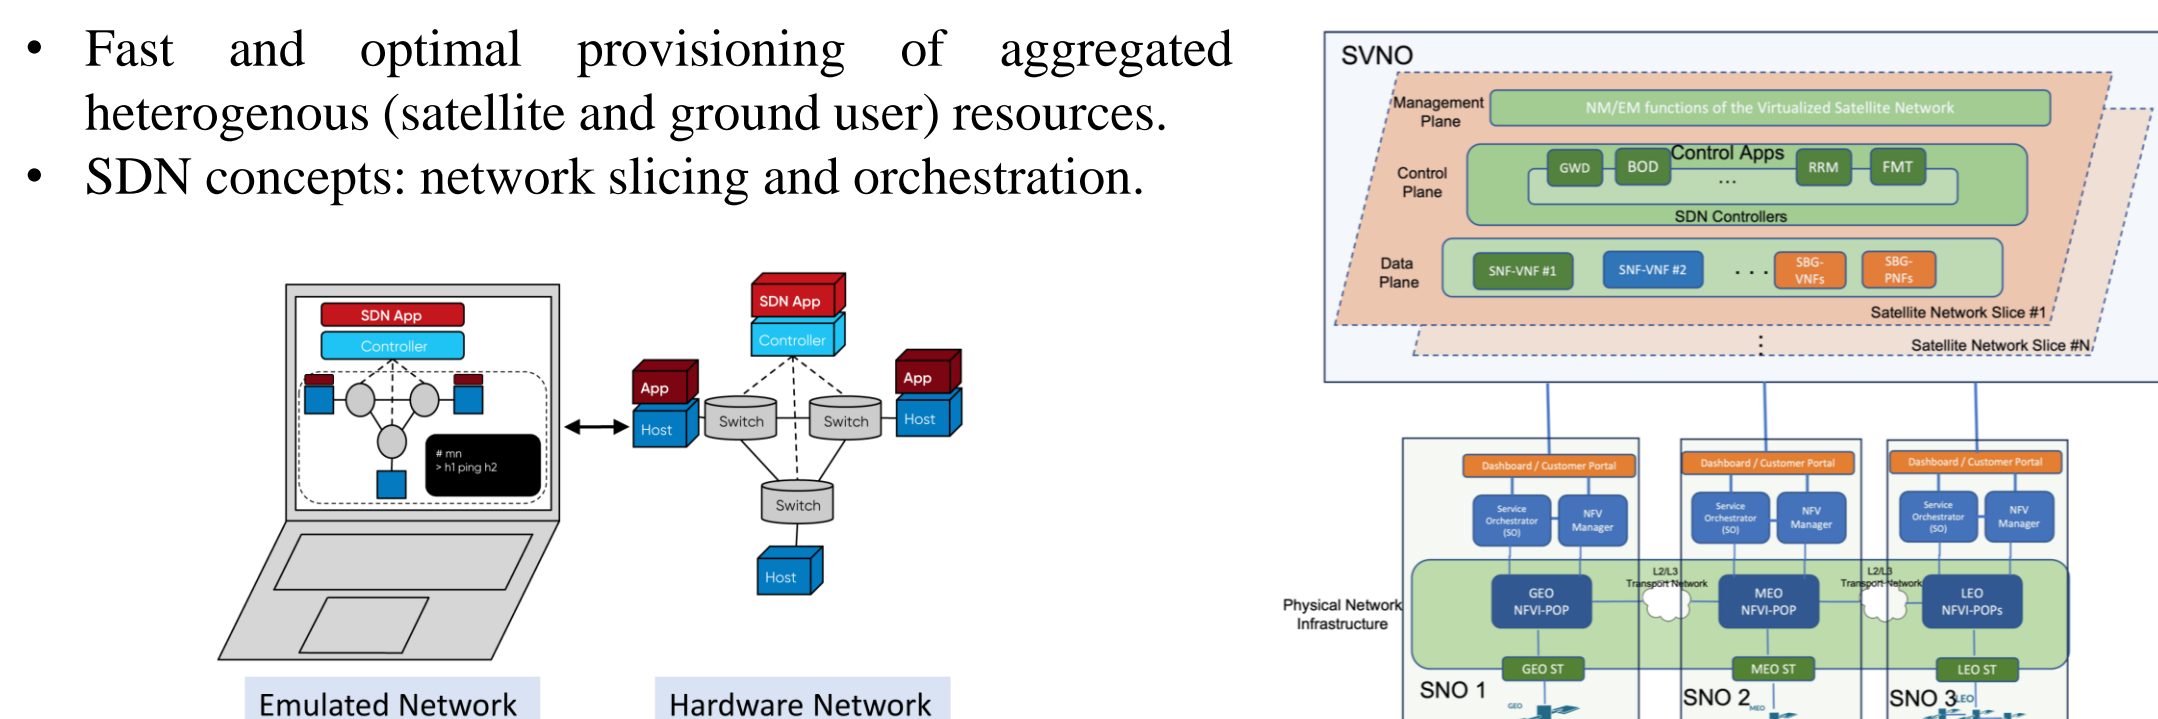 • Fast and optimal provisioning of aggregated
heterogenous (satellite and ground user) resources.
• SDN concepts: network slicing and orchestration.
SDN App
Controller
# mn
> h1 ping h2
Emulated Network
SDN App
Controller
App
Host
Switch
Switch
App
Host
Switch
Host
Hardware Network
SVNO
Management
Plane
NM/EM functions of the Virtualized Satellite Network
Control
Plane
Control Apps
GWD
BOD
...
RRM
FMT
SDN Controllers
Data
Plane
SNF-VNF #1
SNF-VNF #2
...
SBG-
VNFs
SBG-
PNFs
Satellite Network Slice #1
Satellite Network Slice #N
Dashboard / Customer Portal
Dashboard / Customer Portal
Dashboard / Customer Portal
Service
Orchestrator
(SO)
NFV
Manager
Service
Orchestrator
(SO)
NFV
Manager
Service
Orchestrator
(SO)
NFV
Manager
Physical Network
Infrastructure
GEO
NFVI-POP
L2/L3
Transport Network
MEO
NFVI-POP
L2/L3
Transport Network
LEO
NFVI-POPs
GEO ST
MEO ST
LEO ST
SNO 1
SNO 2
SNO 3
GEO
MEO
LEO